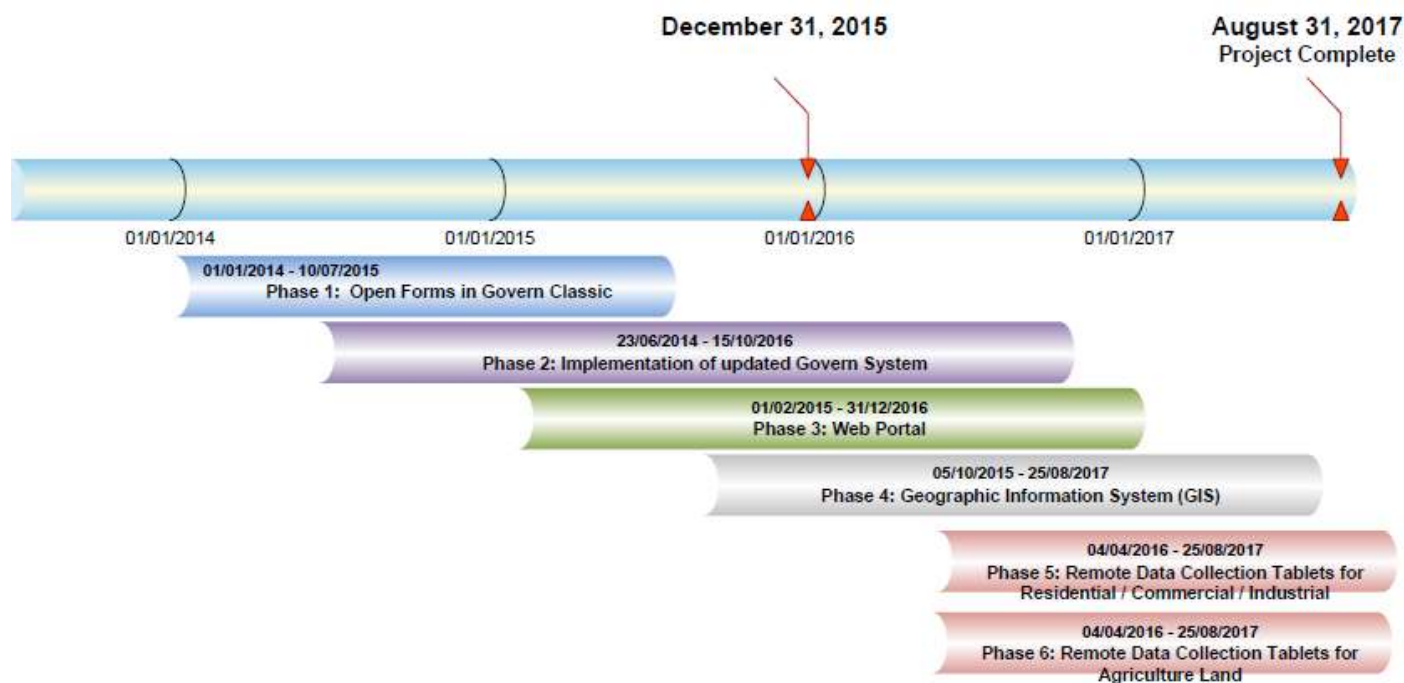 December 31, 2015
August 31, 2017
Project Complete
01/01/2014
01/01/2015
01/01/2016
01/01/2017
01/01/2014 - 10/07/2015
Phase 1: Open Forms in Govern Classic
23/06/2014 - 15/10/2016
Phase 2: Implementation of updated Govern System
01/02/2015 - 31/12/2016
Phase 3: Web Portal
05/10/2015 - 25/08/2017
Phase 4: Geographic Information System (GIS)
04/04/2016 - 25/08/2017
Phase 5: Remote Data Collection Tablets for
Residential / Commercial / Industrial
04/04/2016 - 25/08/2017
Phase 6: Remote Data Collection Tablets for
Agriculture Land